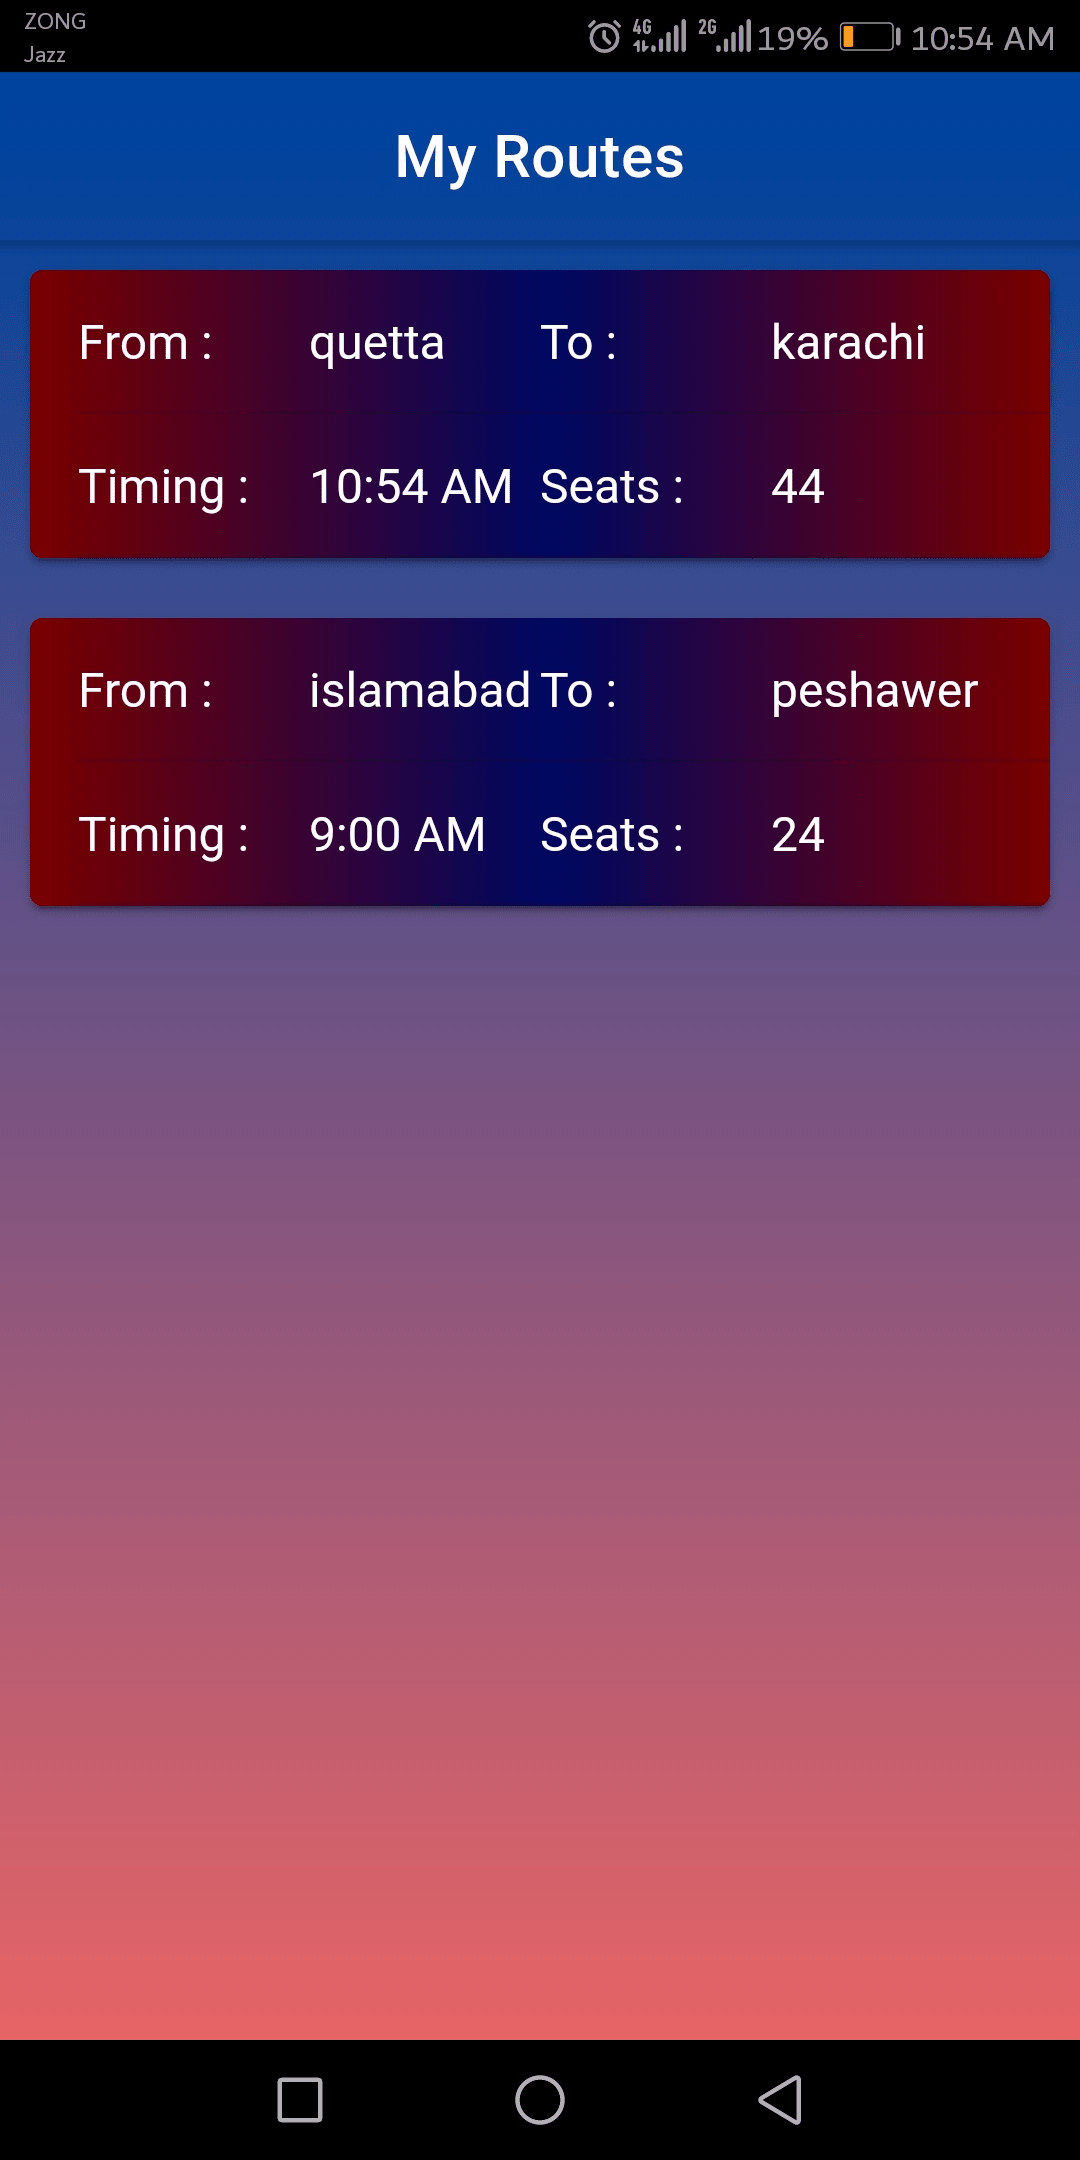 ZONG
Jazz
4G 2G 19% 10:54 AM
My Routes
From : quetta To : karachi
Timing : 10:54 AM Seats : 44
From : islamabad To : peshawer
Timing : 9:00 AM Seats : 24